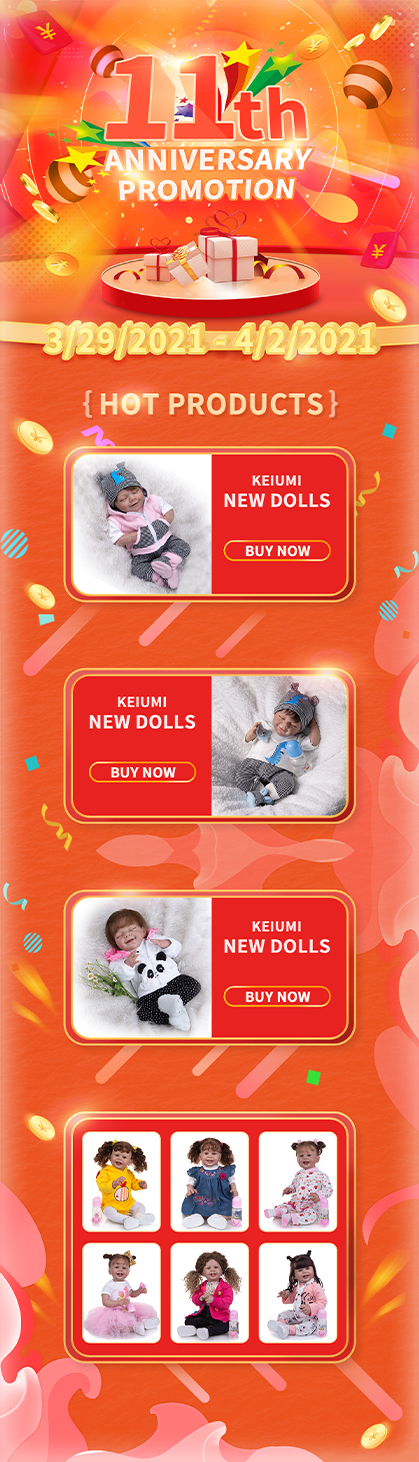 11th
ANNIVERSARY
PROMOTION
¥
¥
3/29/2021 - 4/2/2021
{HOT PRODUCTS}
KEIUMI
NEW DOLLS
BUY NOW
KEIUMI
NEW DOLLS
BUY NOW
KEIUMI
NEW DOLLS
BUY NOW